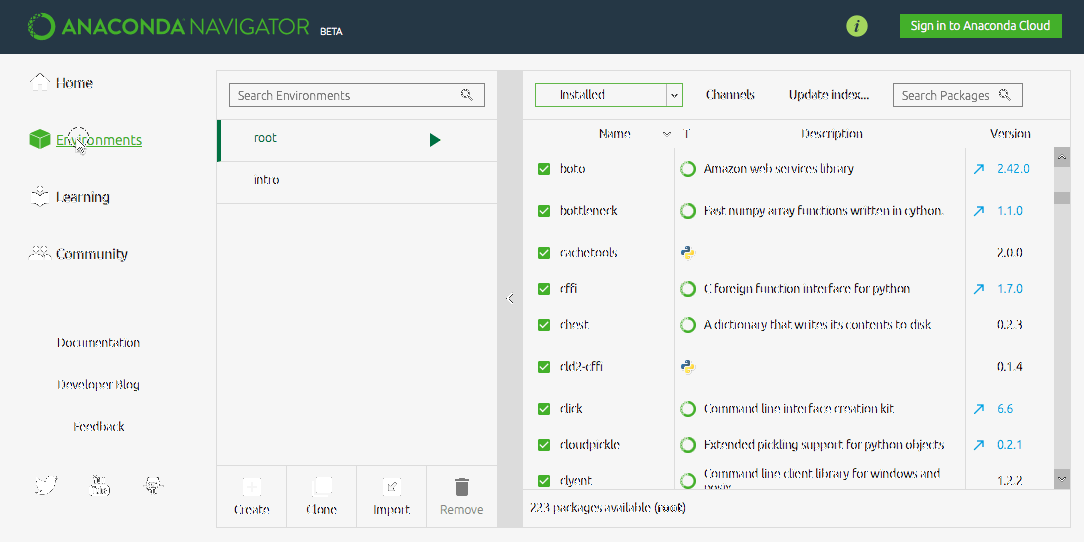 ANACONDA NAVIGATOR BETA
i
Sign in to Anaconda Cloud
Home
Environments
Learning
Community
Documentation
Developer Blog
Feedback
Search Environments
root
intro
Create Clone Import Remove
Installed Channels Update index... Search Packages
Name T Description Version
boto Amazon web services library 2.42.0
bottleneck Fast numpy array functions written in cython. 1.1.0
cachetools 2.0.0
cffi C foreign function interface for python 1.7.0
chest A dictionary that writes its contents to disk 0.2.3
cld2-cffi 0.1.4
click Command line interface creation kit 6.6
cloudpickle Extended pickling support for python objects 0.2.1
clyent Command line client library for windows and 1.2.2
posix
223 packages available (root)